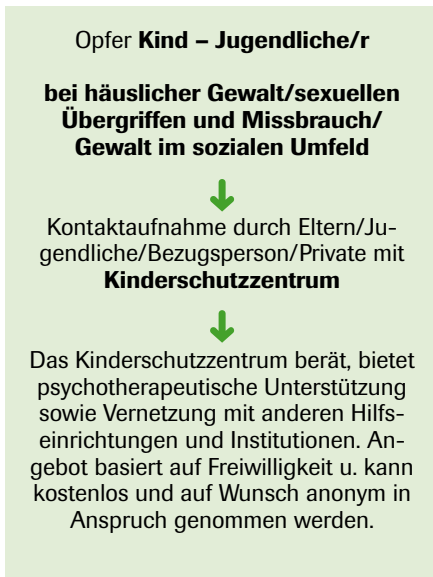 Opfer Kind – Jugendliche/r
bei häuslicher Gewalt/sexuellen
Übergriffen und Missbrauch/
Gewalt im sozialen Umfeld
Kontaktaufnahme durch Eltern/Ju-
gendliche/Bezugsperson/Private mit
Kinderschutzzentrum
Das Kinderschutzzentrum berät, bietet
psychotherapeutische Unterstützung
sowie Vernetzung mit anderen Hilfs-
einrichtungen und Institutionen. An-
gebot basiert auf Freiwilligkeit u. kann
kostenlos und auf Wunsch anonym in
Anspruch genommen werden.